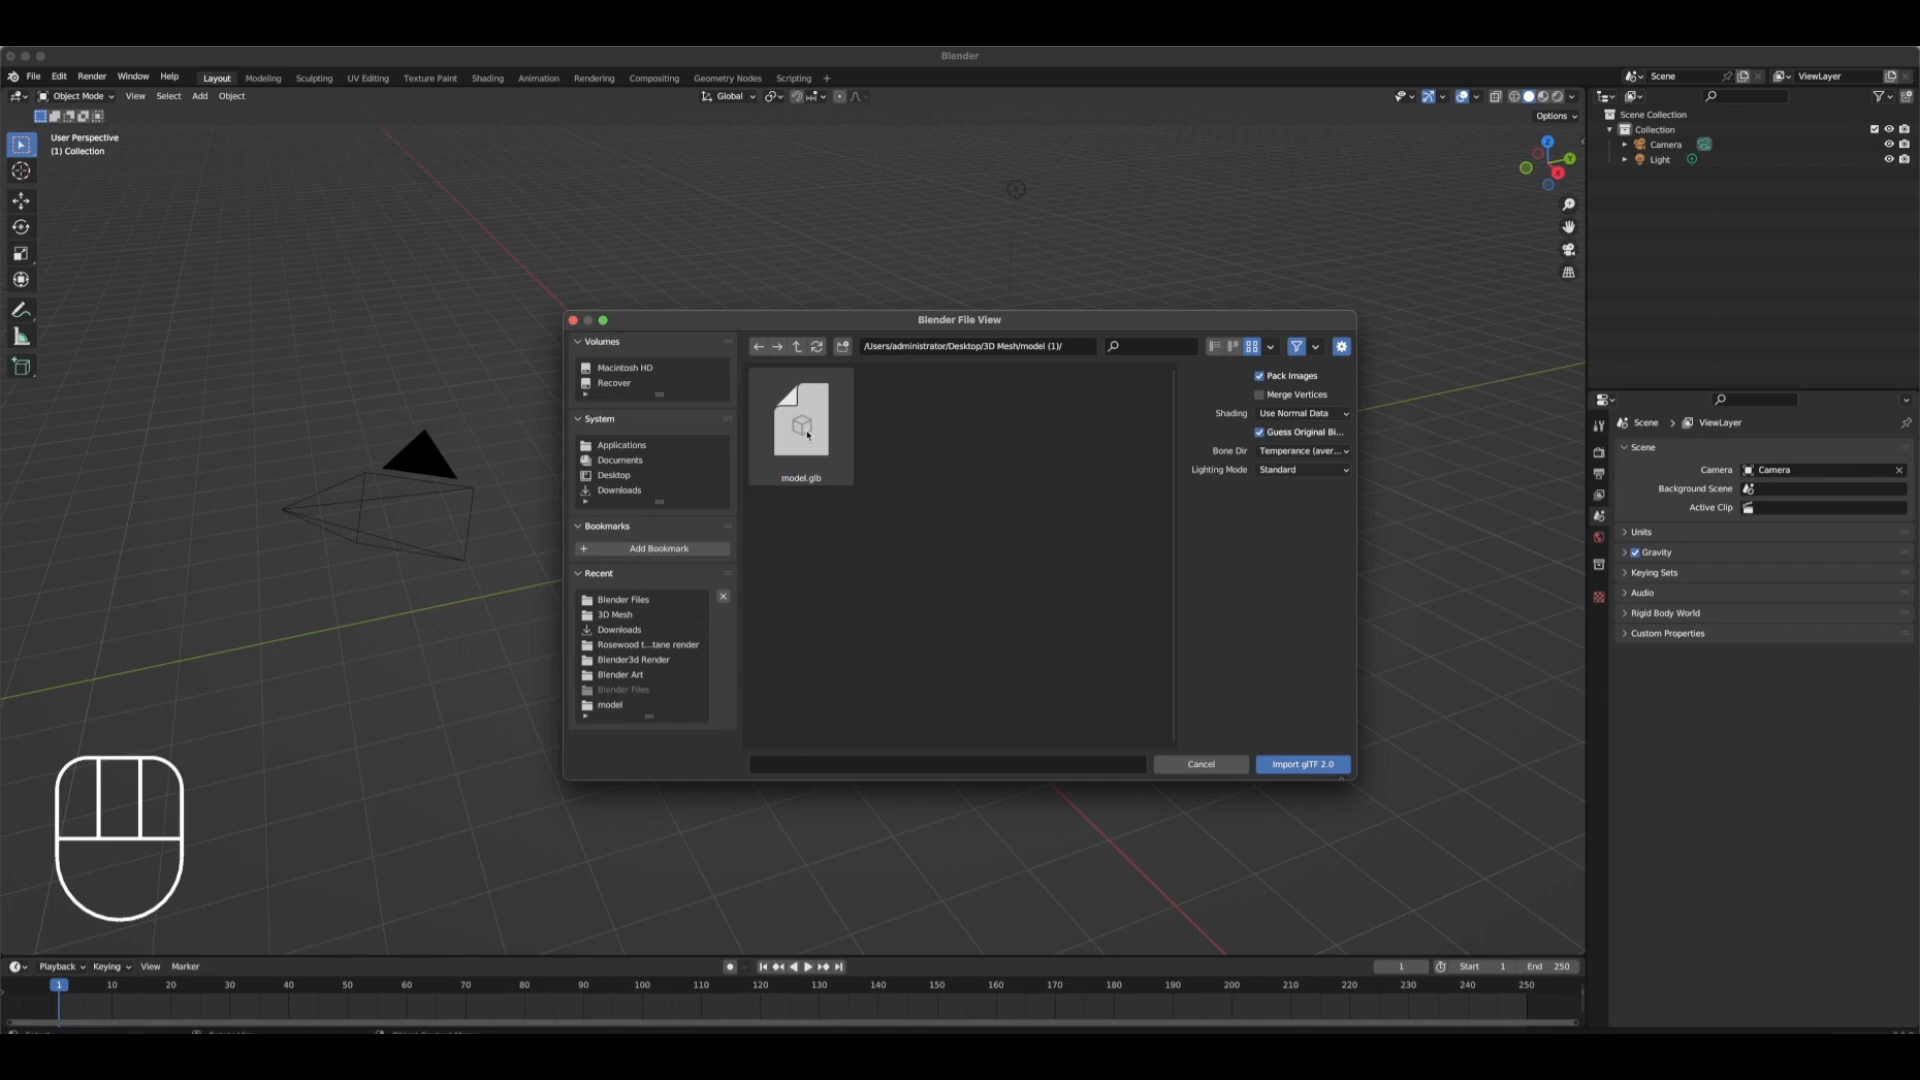 Blender
File Edit Render Window Help Layout Modeling Sculpting UV Editing Texture Paint Shading Animation Rendering Compositing Geometry Nodes Scripting + Scene ViewLayer
Object Mode View Select Add Object Global
Options
User Perspective
(1) Collection
Z
Y
X
Scene Collection
Collection
Camera
Light
Blender File View
Volumes
Macintosh HD
Recover
System
Applications
Documents
Desktop
Downloads
Bookmarks
+ Add Bookmark
Recent
Blender Files
3D Mesh
Downloads
Rosewood t...tane render
Blender3d Render
Blender Art
Blender Files
model
/Users/administrator/Desktop/3D Mesh/model (1)/
model.glb
Pack Images
Merge Vertices
Shading Use Normal Data
Guess Original Bi...
Bone Dir Temperance (aver...
Lighting Mode Standard
Cancel Import glTF 2.0
Scene > ViewLayer
Scene
Camera Camera
Background Scene
Active Clip
Units
Gravity
Keying Sets
Audio
Rigid Body World
Custom Properties
Playback Keying View Marker 1 Start 1 End 250
1 10 20 30 40 50 60 70 80 90 100 110 120 130 140 150 160 170 180 190 200 210 220 230 240 250